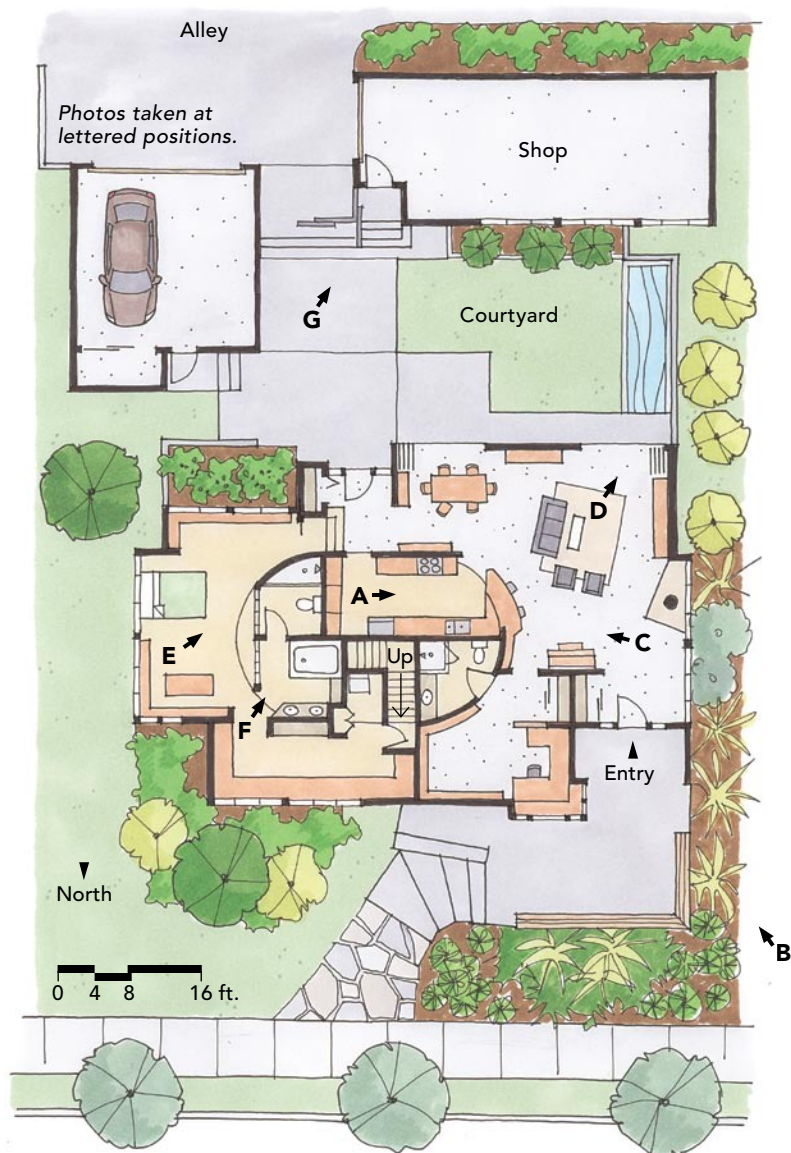 Alley
Photos taken at
lettered positions.
Shop
G
Courtyard
D
A
C
E
Up
F
Entry
North
B
0 4 8 16 ft.